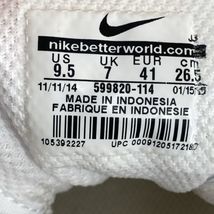 nikebetterworld.com
US UK EUR cm
9.5 7 41 26.5
11/11/14 599820-114 01/15/15
MADE IN INDONESIA
FABRIQUE EN INDONESIE
105392227 UPC 00091205172180